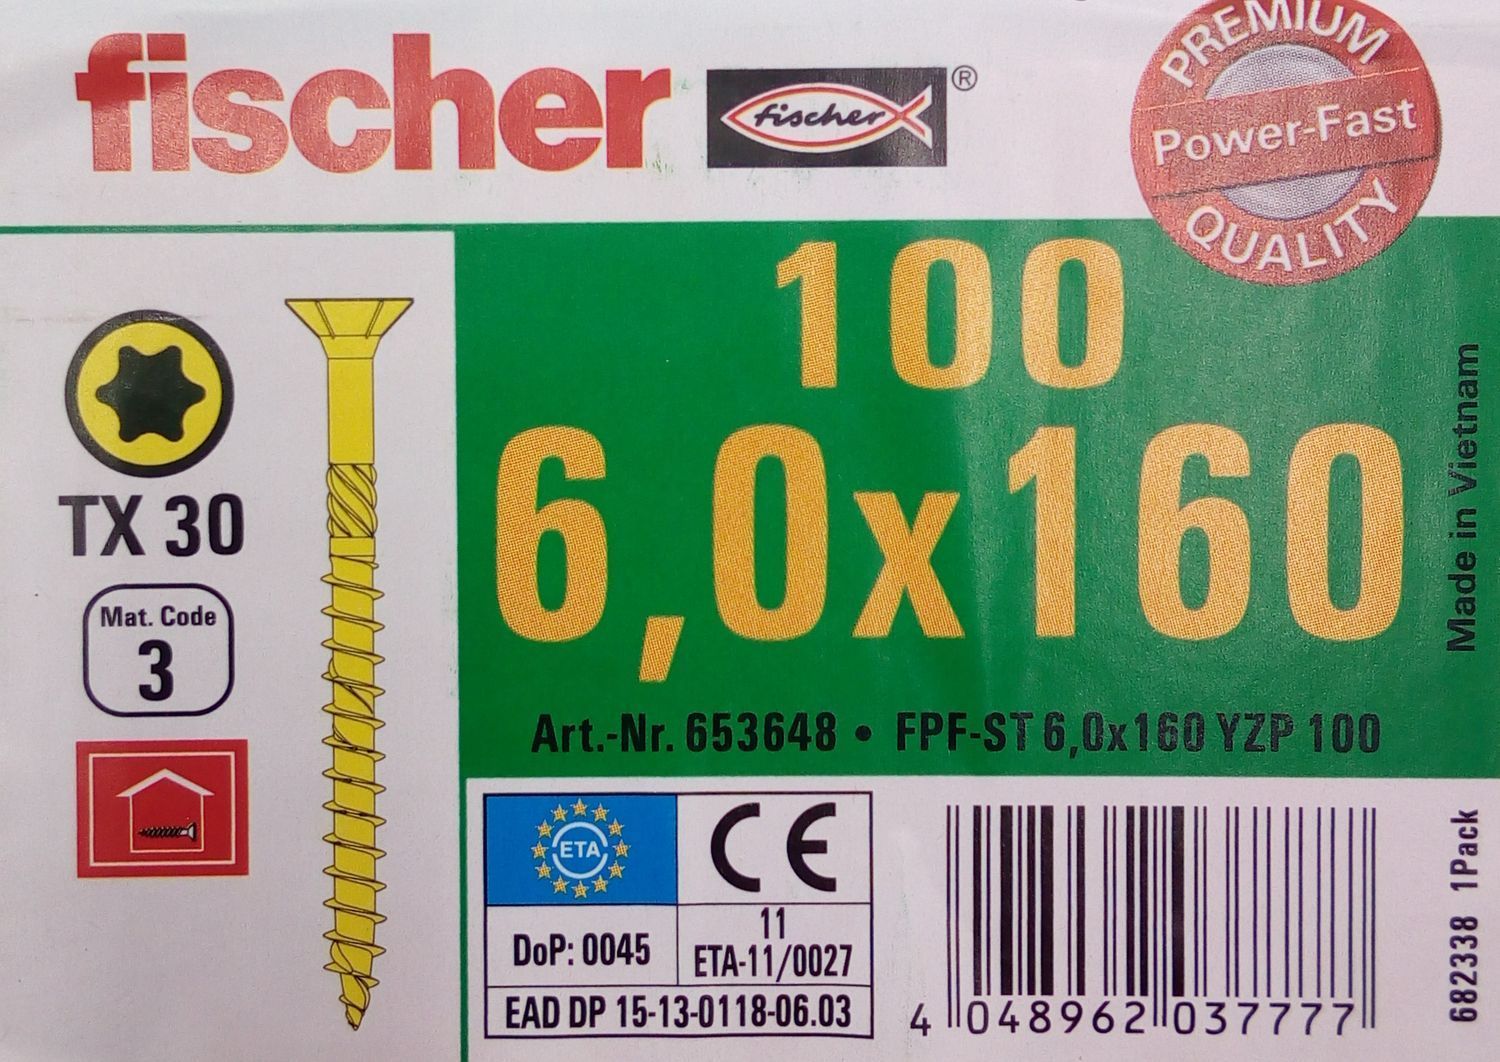 fischer fischer ®
PREMIUM
Power-Fast
QUALITY
TX 30
Mat. Code
3
100
6,0x160
Art.-Nr. 653648 • FPF-ST 6,0x160 YZP 100
Made in Vietnam
ETA
CE
DoP: 0045
11
ETA-11/0027
EAD DP 15-13-0118-06.03
4 048962 037777
682338 1Pack